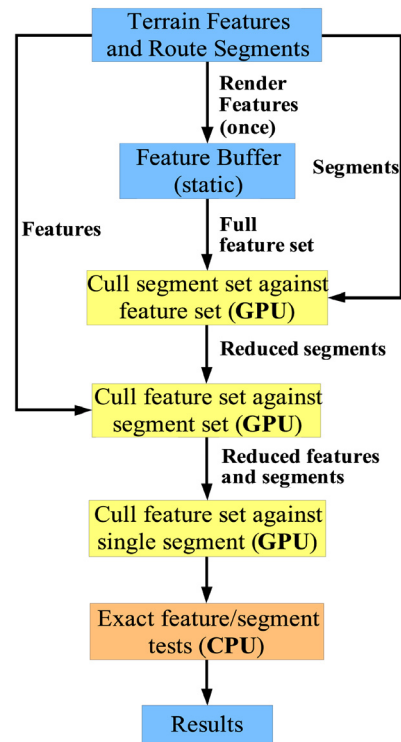 Terrain Features
and Route Segments
Render
Features
(once)
Segments
Feature Buffer
(static)
Features
Full
feature set
Cull segment set against
feature set (GPU)
Reduced segments
Cull feature set against
segment set (GPU)
Reduced features
and segments
Cull feature set against
single segment (GPU)
Exact feature/segment
tests (CPU)
Results